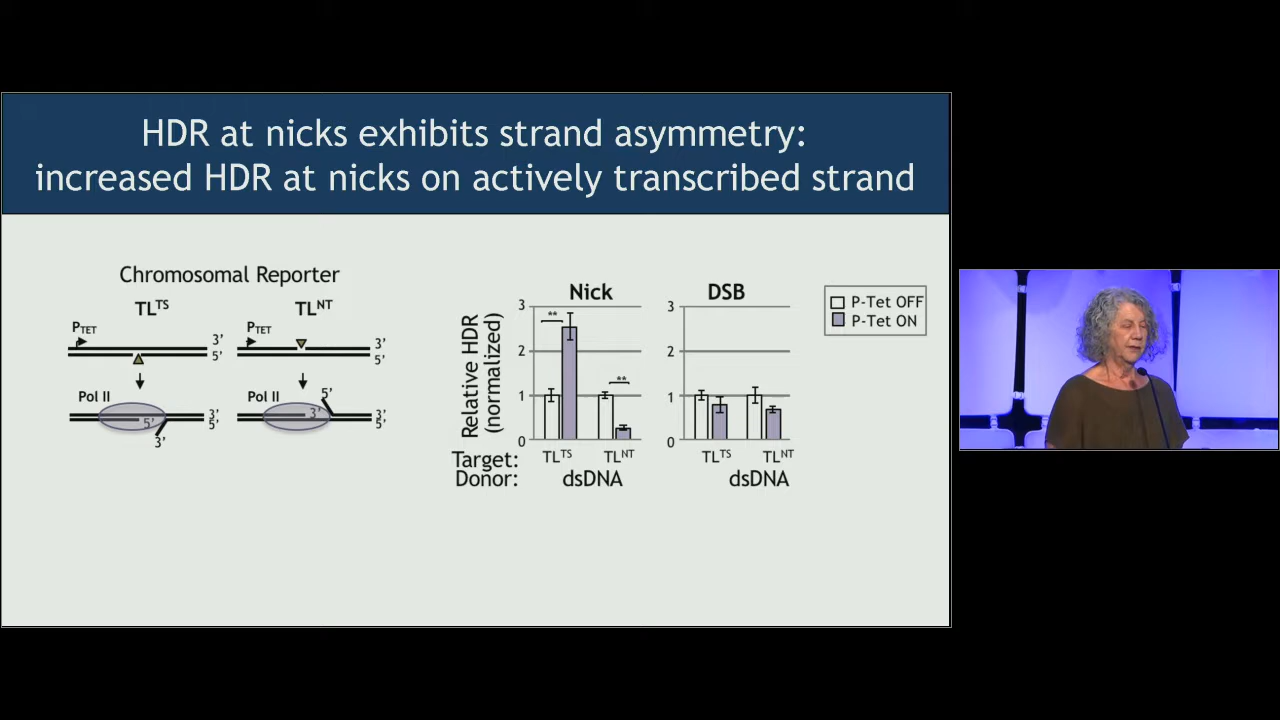 HDR at nicks exhibits strand asymmetry:
increased HDR at nicks on actively transcribed strand
Chromosomal Reporter
TL^TS
TL^NT
P_TET
3’
5’
P_TET
3’
5’
Pol II
5’
3’
3’
5’
Pol II
5’
3’
3’
5’
Nick
DSB
Relative HDR
(normalized)
3
2
1
0
**
**
3
2
1
0
P-Tet OFF
P-Tet ON
Target: TL^TS TL^NT TL^TS TL^NT
Donor: dsDNA dsDNA